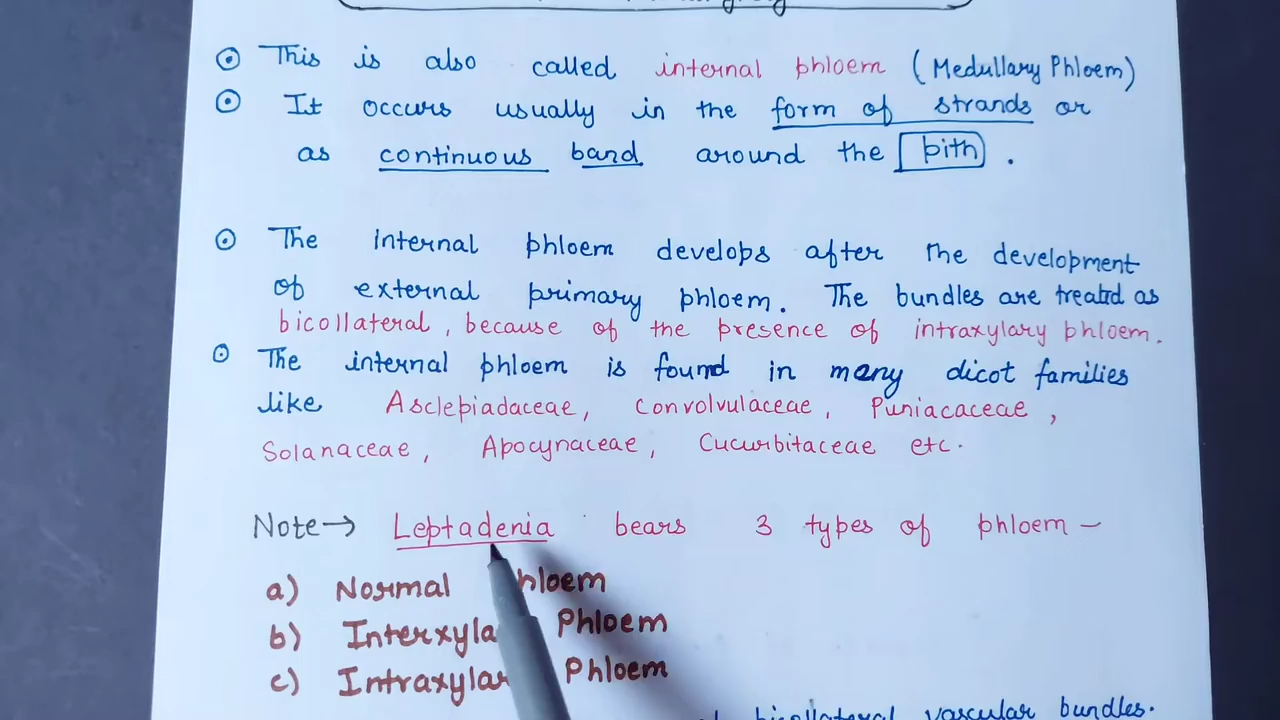 ⊙ This is also called internal phloem (Medullary Phloem)
⊙ It occurs usually in the form of strands or
as continuous band around the pith .
⊙ The internal phloem develops after the development
of external primary phloem. The bundles are treated as
bicollateral, because of the presence of intraxylary phloem.
⊙ The internal phloem is found in many dicot families
like Asclepiadaceae, Convolvulaceae, Puniacaceae,
Solanaceae, Apocynaceae, Cucurbitaceae etc.
Note → Leptadenia bears 3 types of phloem —
a) Normal
b) Phloem
c) Phloem
bicollateral vascular bundles.